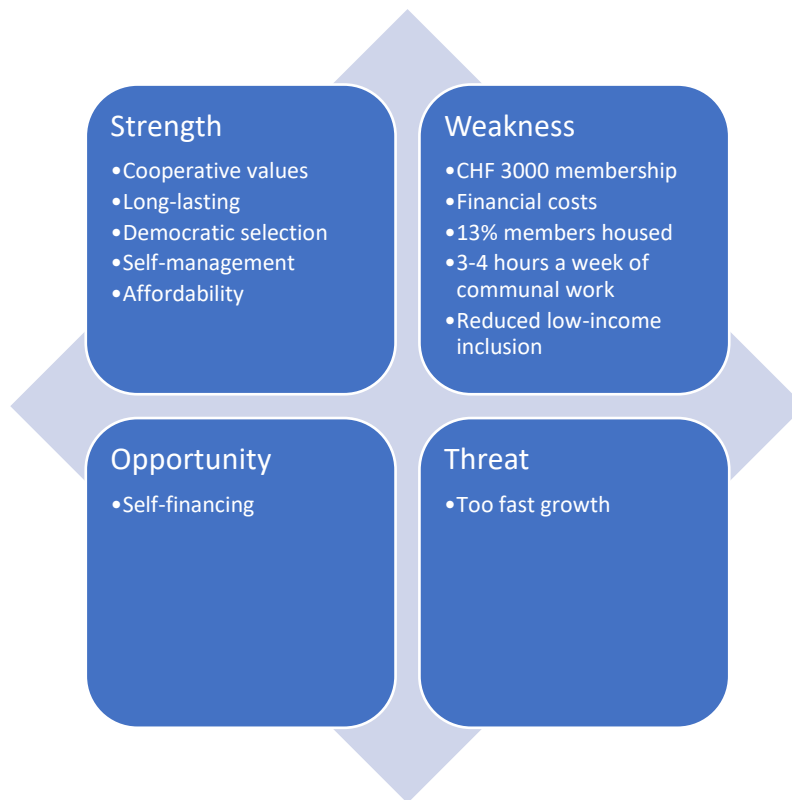 Strength
•Cooperative values
•Long-lasting
•Democratic selection
•Self-management
•Affordability
Weakness
•CHF 3000 membership
•Financial costs
•13% members housed
•3-4 hours a week of
communal work
•Reduced low-income
inclusion
Opportunity
•Self-financing
Threat
•Too fast growth